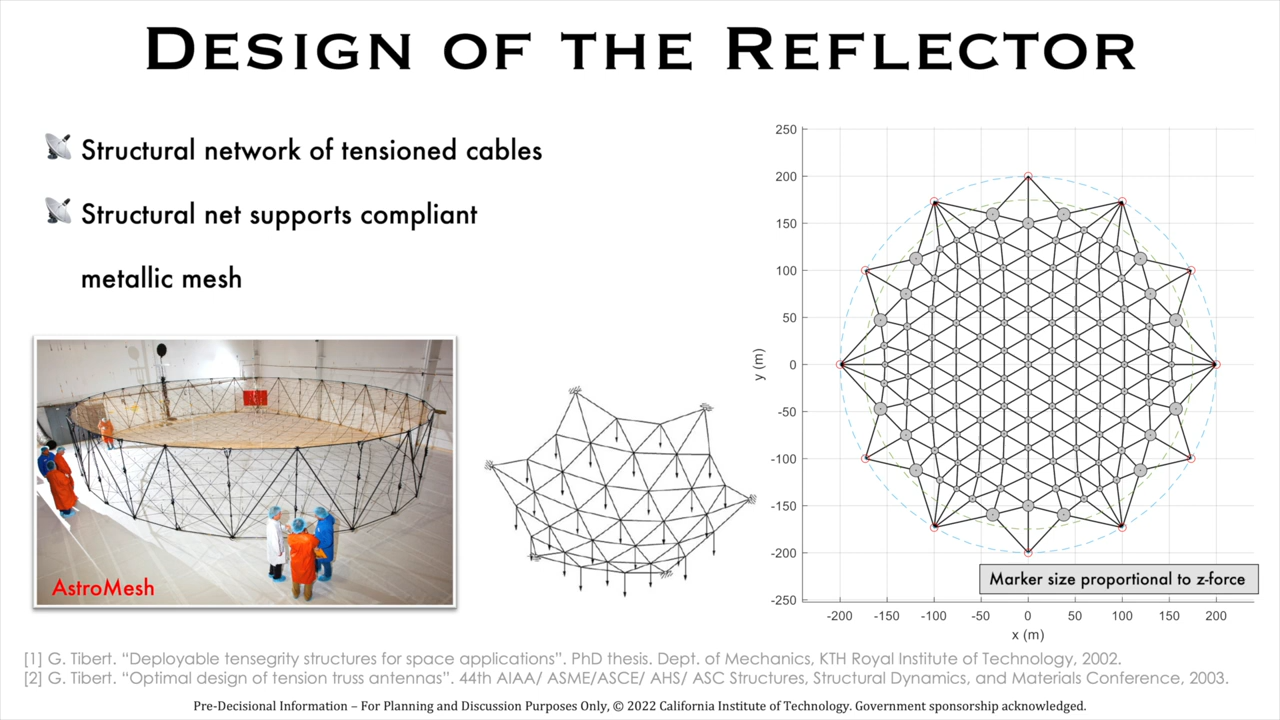 DESIGN OF THE REFLECTOR
Structural network of tensioned cables
Structural net supports compliant
metallic mesh
AstroMesh
250
200
150
100
50
0
-50
-100
-150
-200
-250
y (m)
-200 -150 -100 -50 0 50 100 150 200
x (m)
Marker size proportional to z-force
[1] G. Tibert. “Deployable tensegrity structures for space applications”. PhD thesis. Dept. of Mechanics, KTH Royal Institute of Technology, 2002.
[2] G. Tibert. “Optimal design of tension truss antennas”. 44th AIAA/ ASME/ASCE/ AHS/ ASC Structures, Structural Dynamics, and Materials Conference, 2003.
Pre-Decisional Information – For Planning and Discussion Purposes Only, © 2022 California Institute of Technology. Government sponsorship acknowledged.